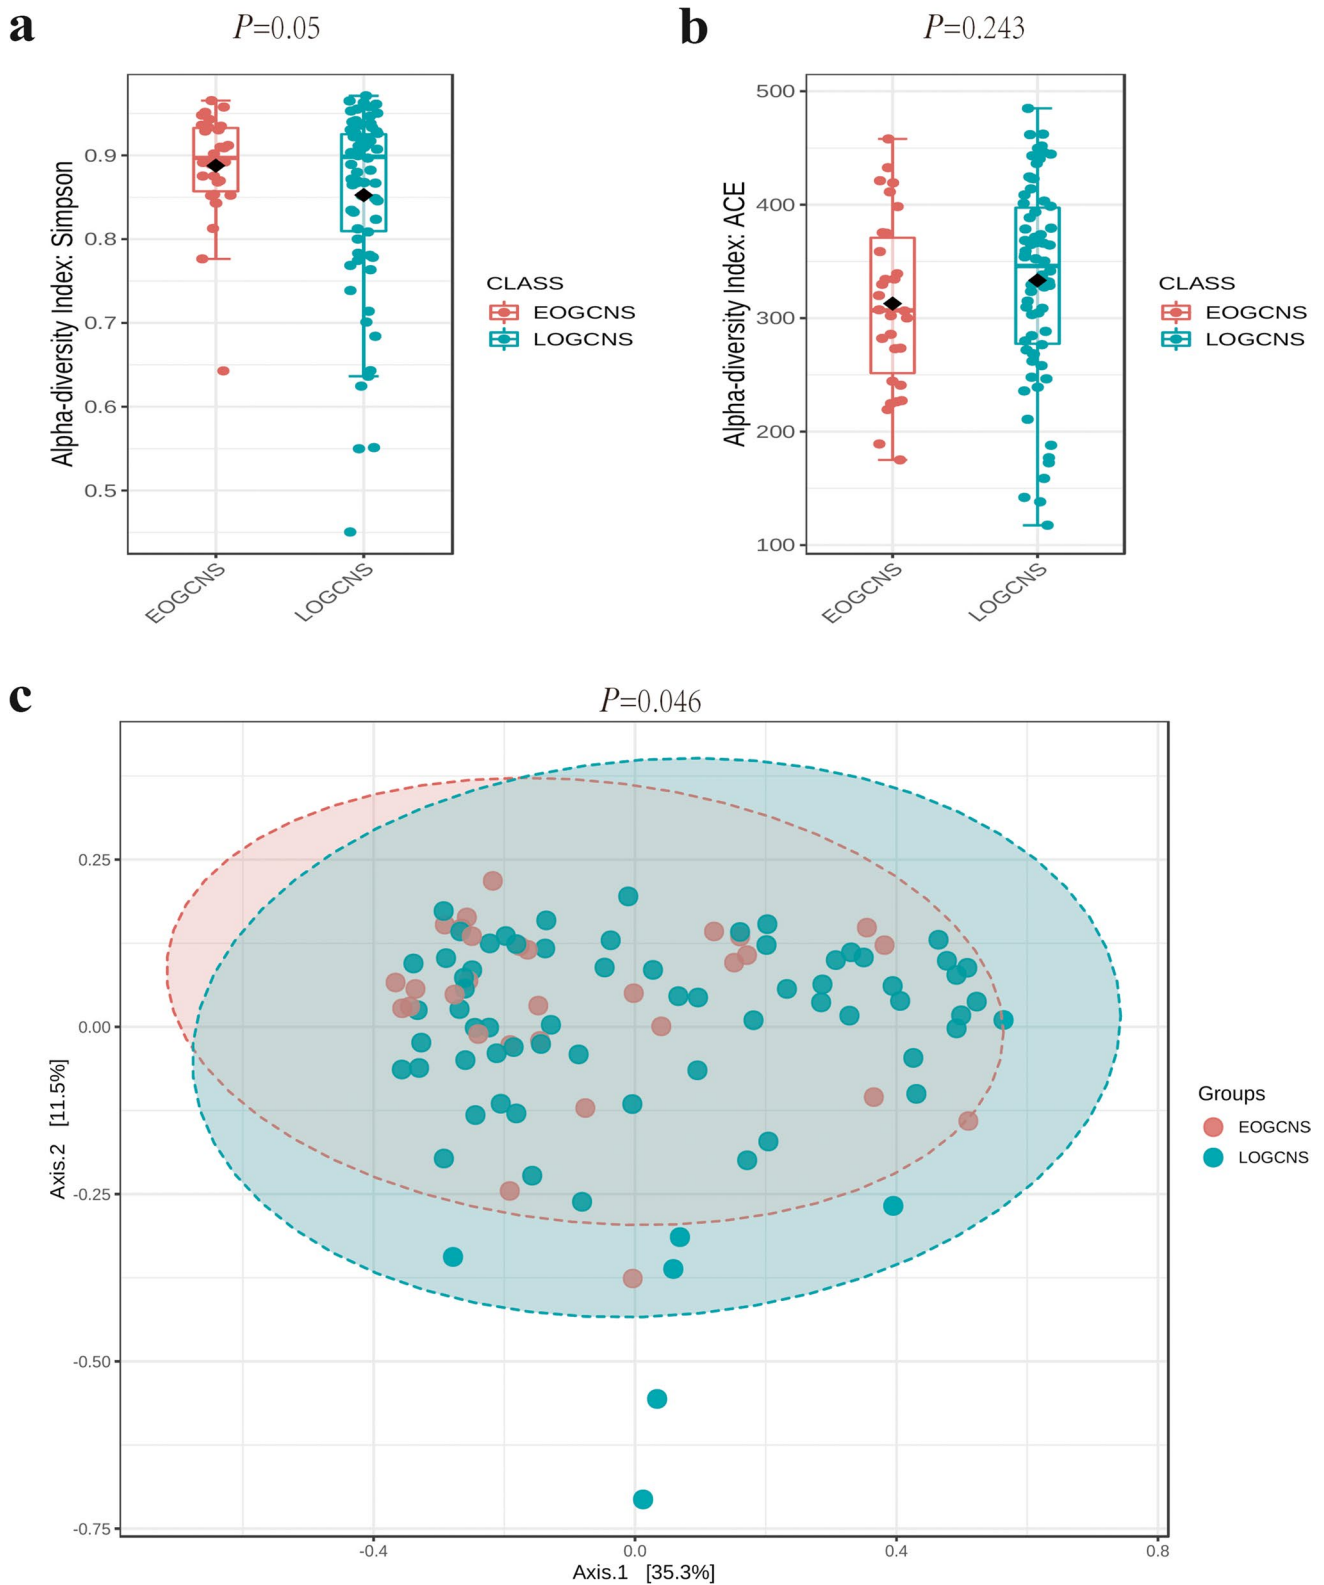 a
P=0.05
Alpha-diversity Index: Simpson
0.9
0.8
0.7
0.6
0.5
EOGCNS
LOGCNS
CLASS
EOGCNS
LOGCNS
b
P=0.243
Alpha-diversity Index: ACE
500
400
300
200
100
EOGCNS
LOGCNS
CLASS
EOGCNS
LOGCNS
c
P=0.046
Axis.2 [11.5%]
0.25
0.00
-0.25
-0.50
-0.75
-0.4
0.0
0.4
0.8
Axis.1 [35.3%]
Groups
EOGCNS
LOGCNS